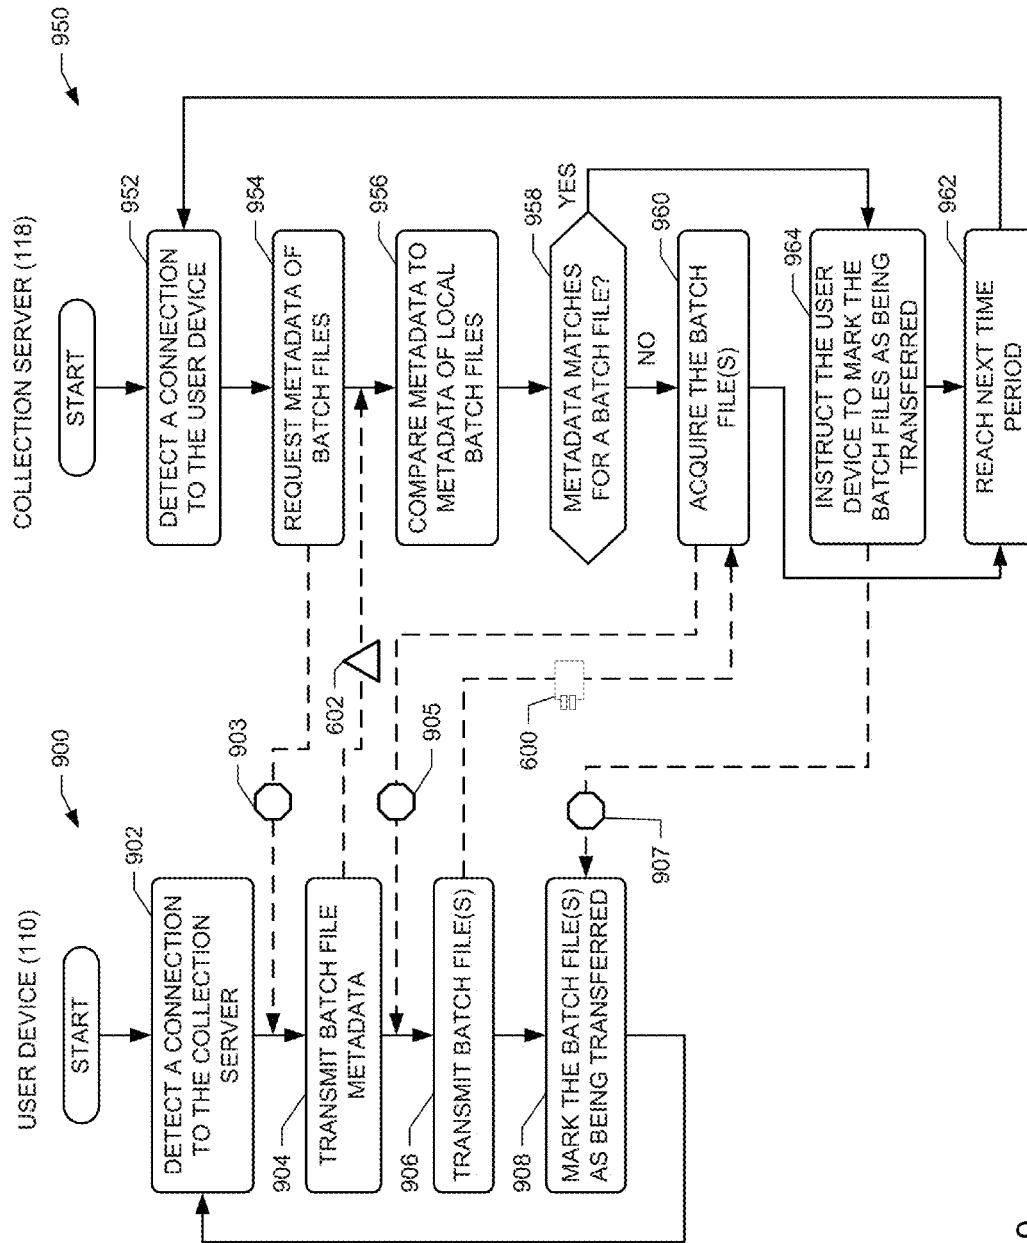 USER DEVICE (110)
900
START
902
DETECT A CONNECTION
TO THE COLLECTION
SERVER
903
904
TRANSMIT BATCH FILE
METADATA
602
905
906
TRANSMIT BATCH FILE(S)
600
908
MARK THE BATCH FILE(S)
AS BEING TRANSFERRED
907
COLLECTION SERVER (118)
950
START
952
DETECT A CONNECTION
TO THE USER DEVICE
954
REQUEST METADATA OF
BATCH FILES
956
COMPARE METADATA TO
METADATA OF LOCAL
BATCH FILES
958
METADATA MATCHES
FOR A BATCH FILE?
YES
NO
960
ACQUIRE THE BATCH
FILE(S)
964
INSTRUCT THE USER
DEVICE TO MARK THE
BATCH FILES AS BEING
TRANSFERRED
962
REACH NEXT TIME
PERIOD